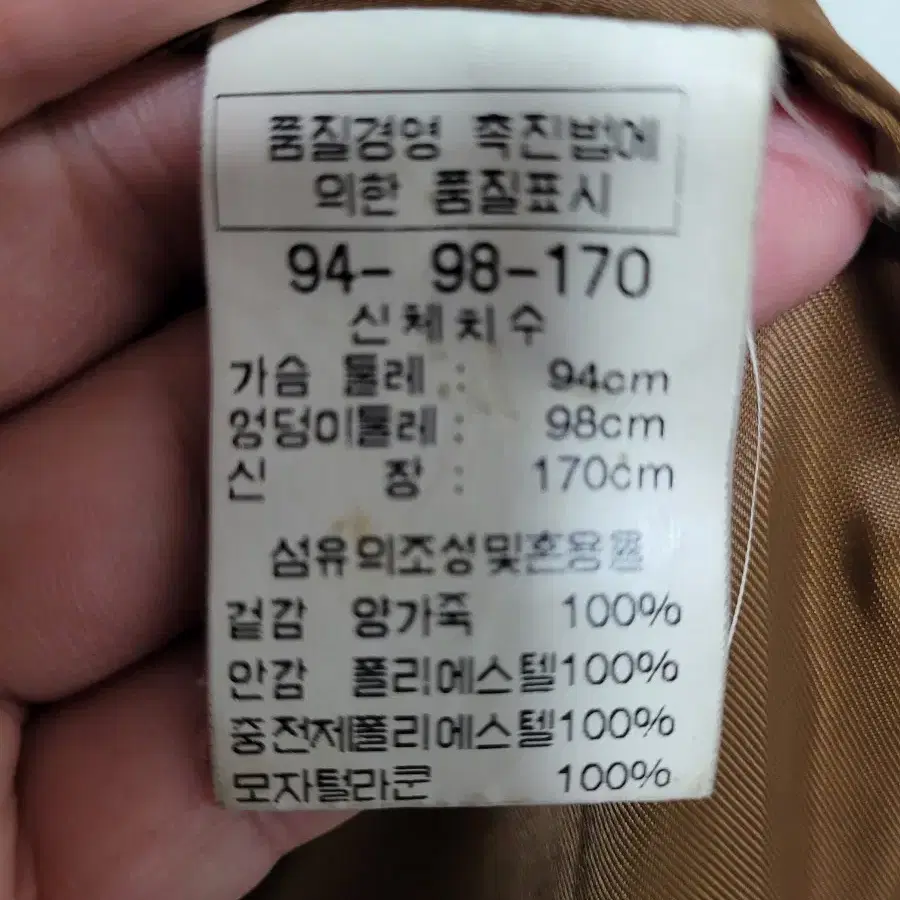 품질경영 촉진법에
의한 품질표시
94- 98-170
신체치수
가슴 둘레 : 94cm
엉덩이둘레 : 98cm
신 장 : 170cm
섬유의조성및혼용률
겉감 양가죽 100%
안감 폴리에스텔100%
충전제폴리에스텔100%
모자털라쿤 100%